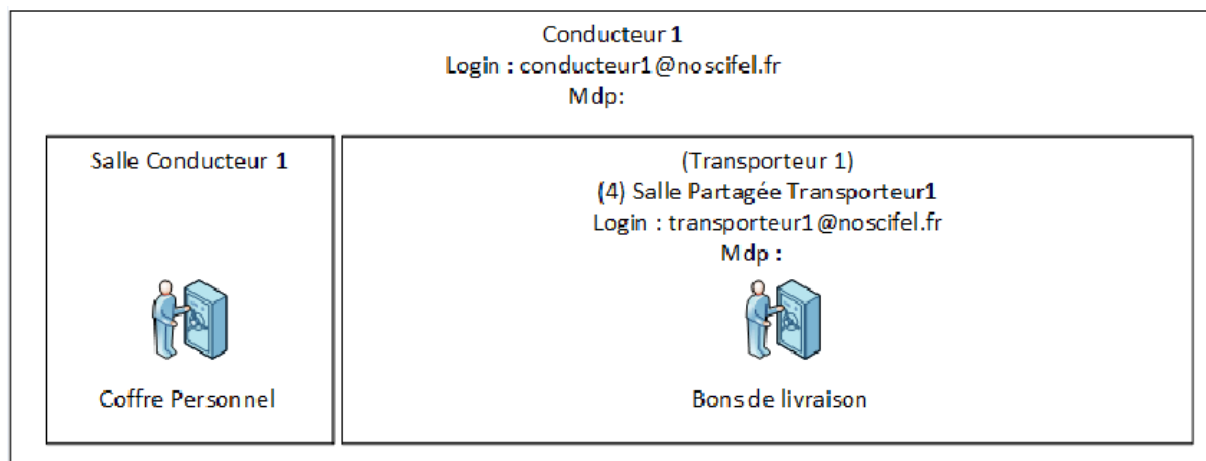 Conducteur 1
Login : conducteur1@noscifel.fr
Mdp:
Salle Conducteur 1
Coffre Personnel
(Transporteur 1)
(4) Salle Partagée Transporteur1
Login : transporteur1@noscifel.fr
Mdp :
Bons de livraison